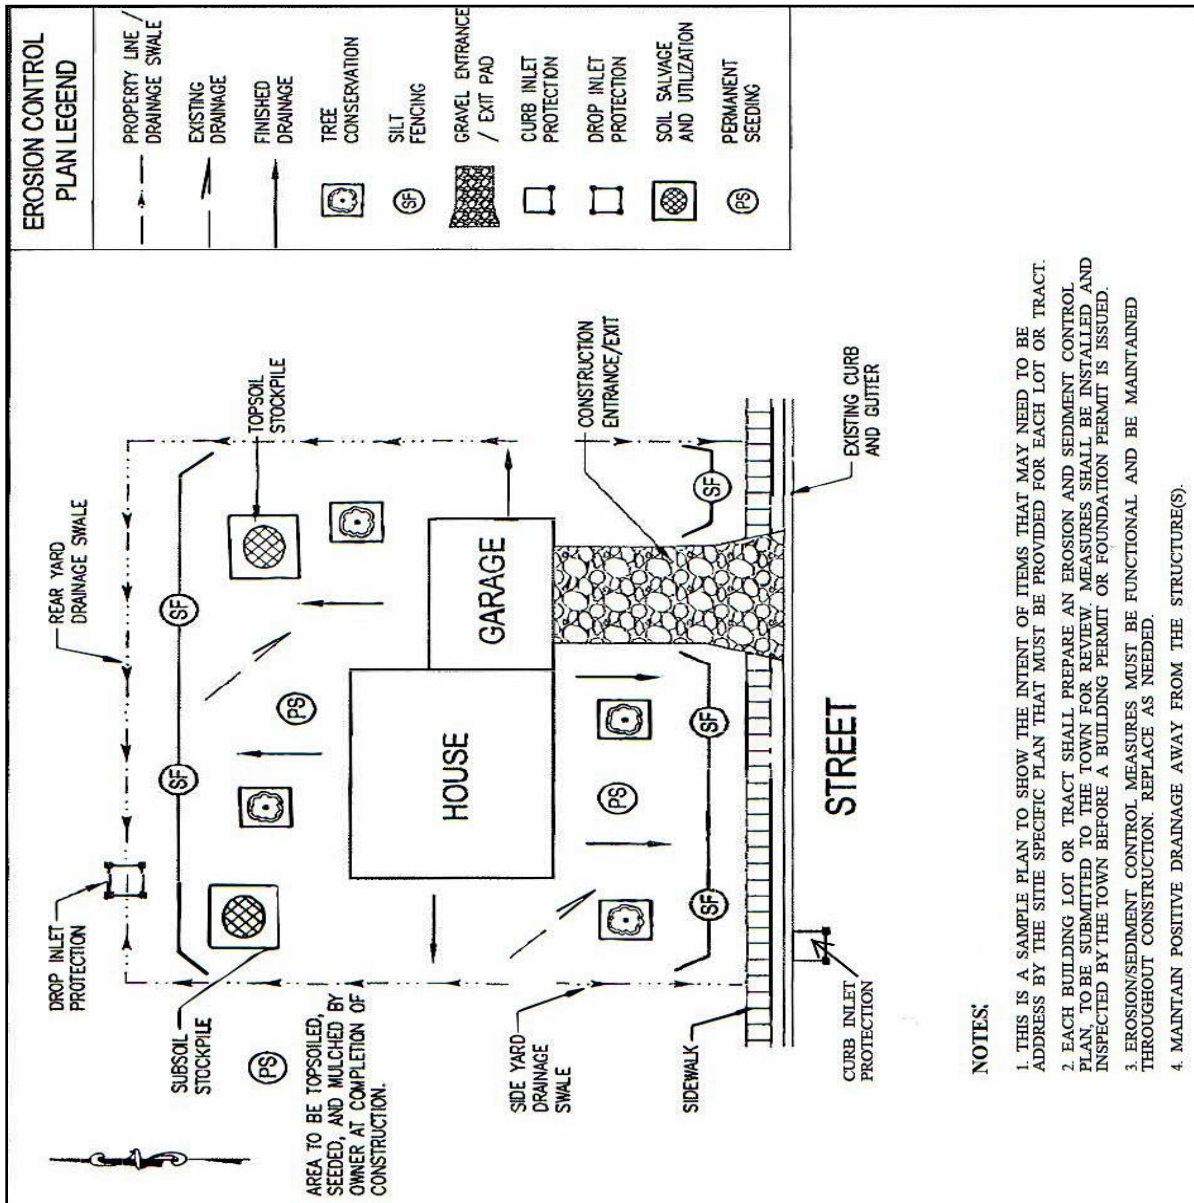 EROSION CONTROL
PLAN LEGEND
PROPERTY LINE /
DRAINAGE SWALE
EXISTING
DRAINAGE
FINISHED
DRAINAGE
TREE
CONSERVATION
SF
SILT
FENCING
GRAVEL ENTRANCE
/ EXIT PAD
CURB INLET
PROTECTION
DROP INLET
PROTECTION
SOIL SALVAGE
AND UTILIZATION
PS
PERMANENT
SEEDING
DROP INLET
PROTECTION
REAR YARD
DRAINAGE SWALE
TOPSOIL
STOCKPILE
SUBSOIL
STOCKPILE
SF
SF
PS
PS
AREA TO BE TOPSOILED,
SEEDED, AND MULCHED BY
OWNER AT COMPLETION OF
CONSTRUCTION.
HOUSE
GARAGE
SIDE YARD
DRAINAGE
SWALE
PS
CONSTRUCTION
ENTRANCE/EXIT
SF
SF
SF
SIDEWALK
STREET
EXISTING CURB
AND GUTTER
CURB INLET
PROTECTION
NOTES:
1. THIS IS A SAMPLE PLAN TO SHOW THE INTENT OF ITEMS THAT MAY NEED TO BE
ADDRESS BY THE SITIE SPECIFIC PLAN THAT MUST BE PROVIDED FOR EACH LOT OR TRACT.
2. EACH BUILDING LOT OR TRACT SHALL PREPARE AN EROSION AND SEDIMENT CONTROL
PLAN, TO BE SUBMITTED TO THE TOWN FOR REVIEW. MEASURES SHALL BE INSTALLED AND
INSPECTED BY THE TOWN BEFORE A BUILDING PERMIT OR FOUNDATION PERMIT IS ISSUED.
3. EROSION/SEDIMENT CONTROL MEASURES MUST BE FUNCTIONAL AND BE MAINTAINED
THROUGHOUT CONSTRUCTION. REPLACE AS NEEDED.
4. MAINTAIN POSITIVE DRAINAGE AWAY FROM THE STRUCTURE(S).